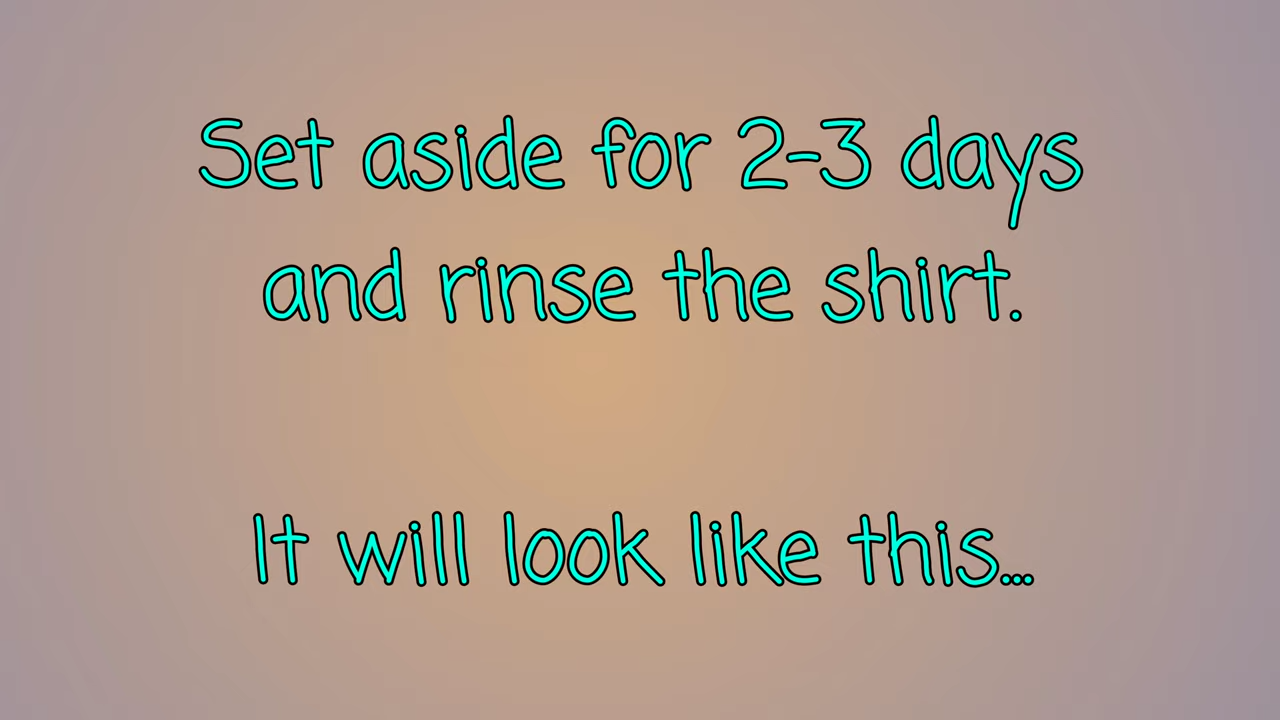 Set aside for 2-3 days
and rinse the shirt.
It will look like this...